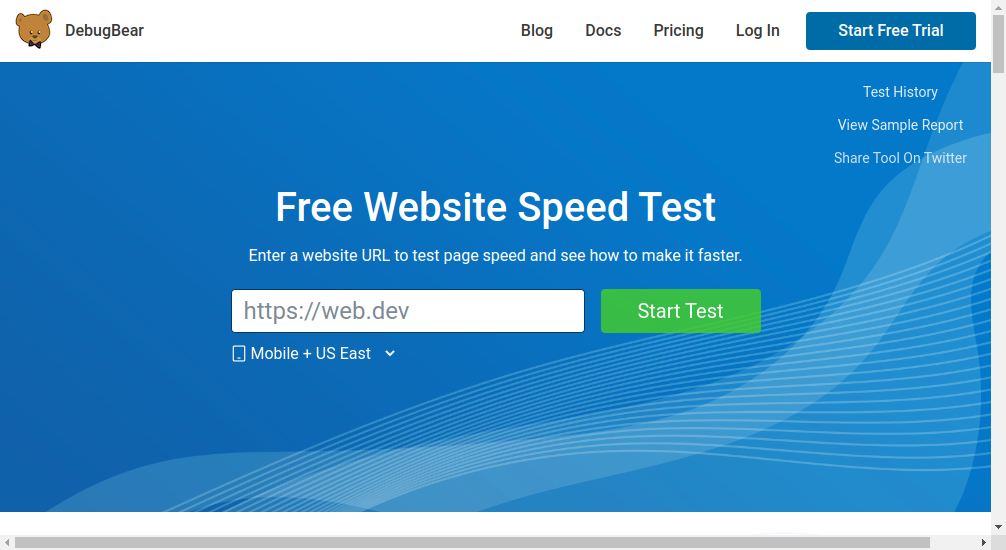 DebugBear
Blog Docs Pricing Log In Start Free Trial
Test History
View Sample Report
Share Tool On Twitter
Free Website Speed Test
Enter a website URL to test page speed and see how to make it faster.
https://web.dev Start Test
Mobile + US East